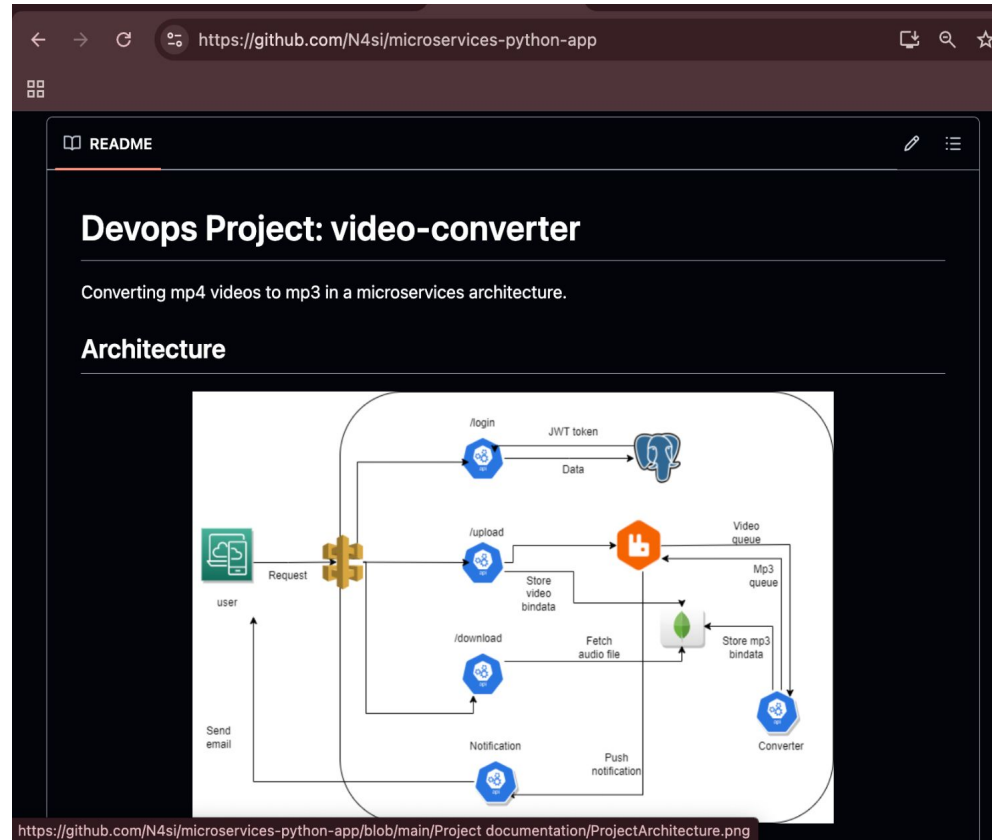 https://github.com/N4si/microservices-python-app
README
Devops Project: video-converter
Converting mp4 videos to mp3 in a microservices architecture.
Architecture
/login
JWT token
Data
/upload
Video
queue
Request
Store
video
bindata
Mp3
queue
user
/download
Fetch
audio file
Store mp3
bindata
Send
email
Notification
Push
notification
Converter
https://github.com/N4si/microservices-python-app/blob/main/Project documentation/ProjectArchitecture.png